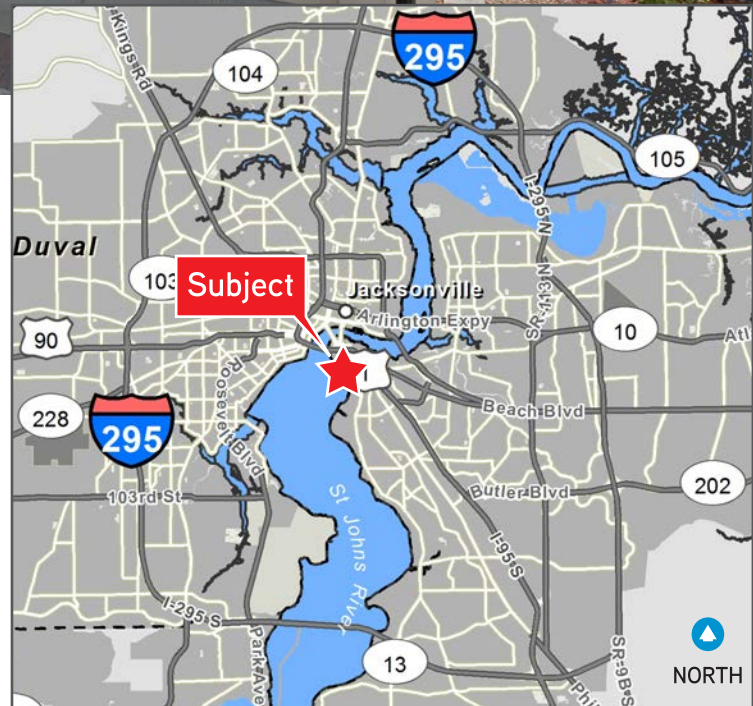 Kings Rd
104
295
105
I-295 N
Duval
103
Subject
Jacksonville
Arlington Expy
SR-113 N
10
Atl
90
1
Roosevelt Blvd
228
295
Beach Blvd
103rd St
Butler Blvd
202
St Johns River
I-95 S
I-295 S
Park Ave
13
SR-9B S
Phi
NORTH